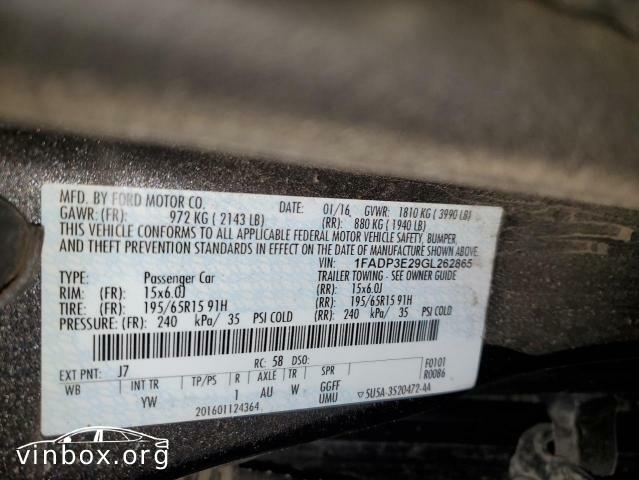 MFD. BY FORD MOTOR CO.
DATE: 01/16 GVWR: 1810 KG ( 3990 LB)
GAWR: (FR): 972 KG ( 2143 LB) (RR): 880 KG ( 1940 LB)
THIS VEHICLE CONFORMS TO ALL APPLICABLE FEDERAL MOTOR VEHICLE SAFETY, BUMPER,
AND THEFT PREVENTION STANDARDS IN EFFECT ON THE DATE OF MANUFACTURE SHOWN ABOVE.
VIN: 1FADP3E29GL262865
TYPE: Passenger Car TRAILER TOWING - SEE OWNER GUIDE
RIM: (FR): 15x6.0J (RR): 15x6.0J
TIRE: (FR): 195/65R15 91H (RR): 195/65R15 91H
PRESSURE: (FR): 240 kPa/ 35 PSI COLD (RR): 240 kPa/ 35 PSI COLD
EXT PNT: J7 RC: 58 DSO: F0101
WB INT TR TP/PS R AXLE TR SPR R0086
YW 1 AU W GGFF
201601124364 UMU ▽5U5A-3520472-AA
vinbox.org